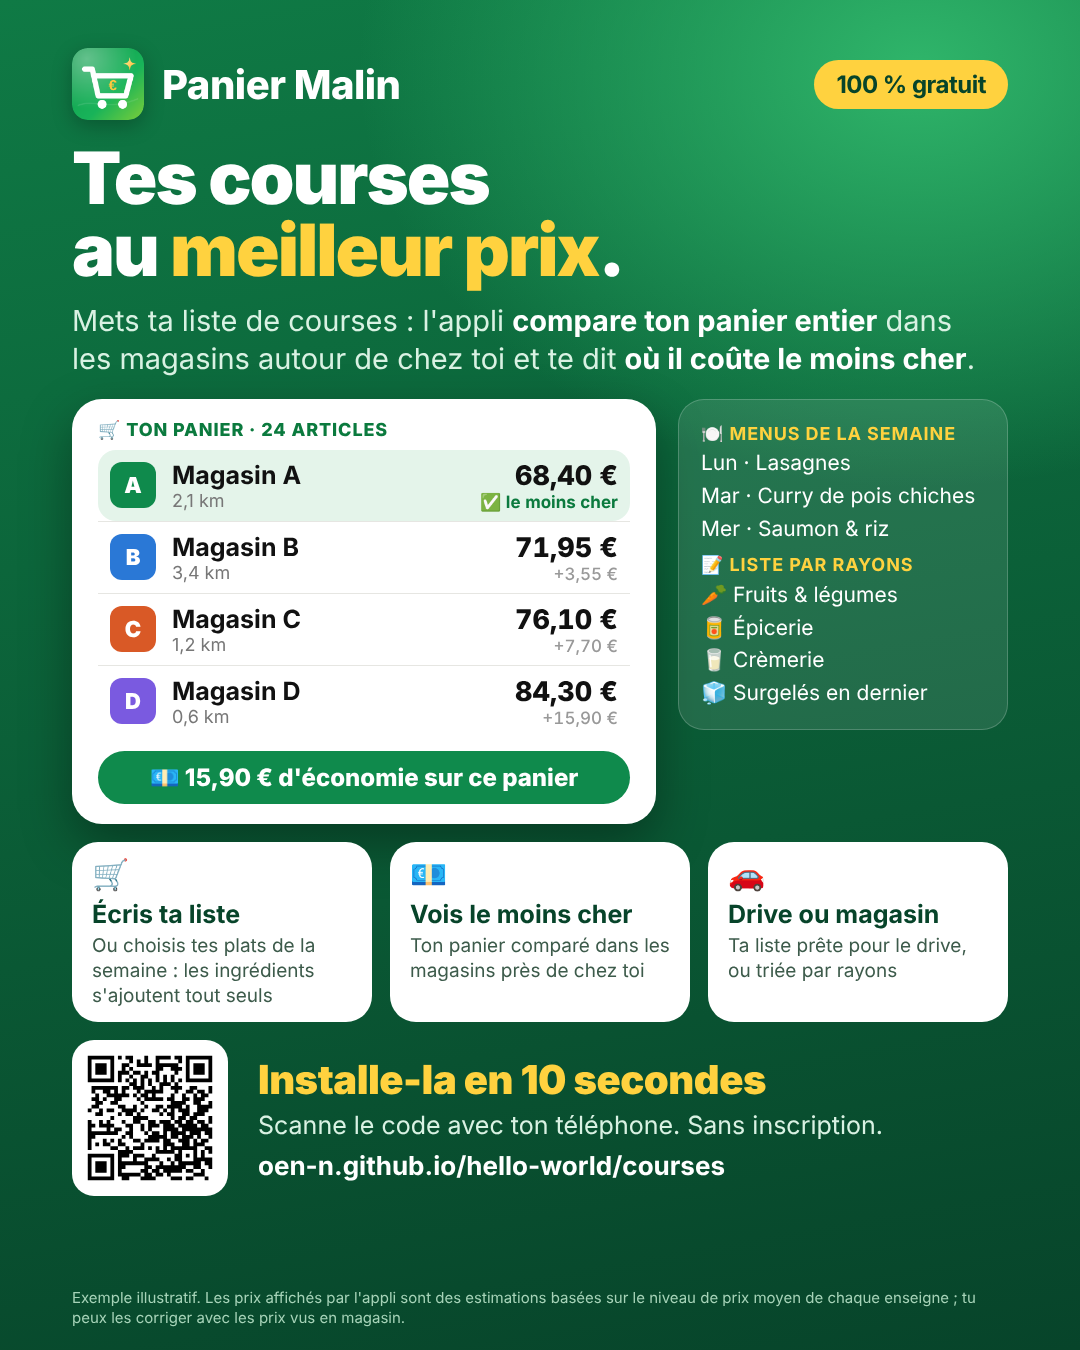 Panier Malin
100 % gratuit
Tes courses
au meilleur prix.
Mets ta liste de courses : l'appli compare ton panier entier dans
les magasins autour de chez toi et te dit où il coûte le moins cher.
🛒 TON PANIER · 24 ARTICLES
A Magasin A 68,40 €
2,1 km ✅ le moins cher
B Magasin B 71,95 €
3,4 km +3,55 €
C Magasin C 76,10 €
1,2 km +7,70 €
D Magasin D 84,30 €
0,6 km +15,90 €
💶 15,90 € d'économie sur ce panier
🍽️ MENUS DE LA SEMAINE
Lun · Lasagnes
Mar · Curry de pois chiches
Mer · Saumon & riz
📝 LISTE PAR RAYONS
🥕 Fruits & légumes
🥫 Épicerie
🥛 Crèmerie
🧊 Surgelés en dernier
Écris ta liste
Ou choisis tes plats de la
semaine : les ingrédients
s'ajoutent tout seuls
Vois le moins cher
Ton panier comparé dans les
magasins près de chez toi
Drive ou magasin
Ta liste prête pour le drive,
ou triée par rayons
Installe-la en 10 secondes
Scanne le code avec ton téléphone. Sans inscription.
oen-n.github.io/hello-world/courses
Exemple illustratif. Les prix affichés par l'appli sont des estimations basées sur le niveau de prix moyen de chaque enseigne ; tu
peux les corriger avec les prix vus en magasin.